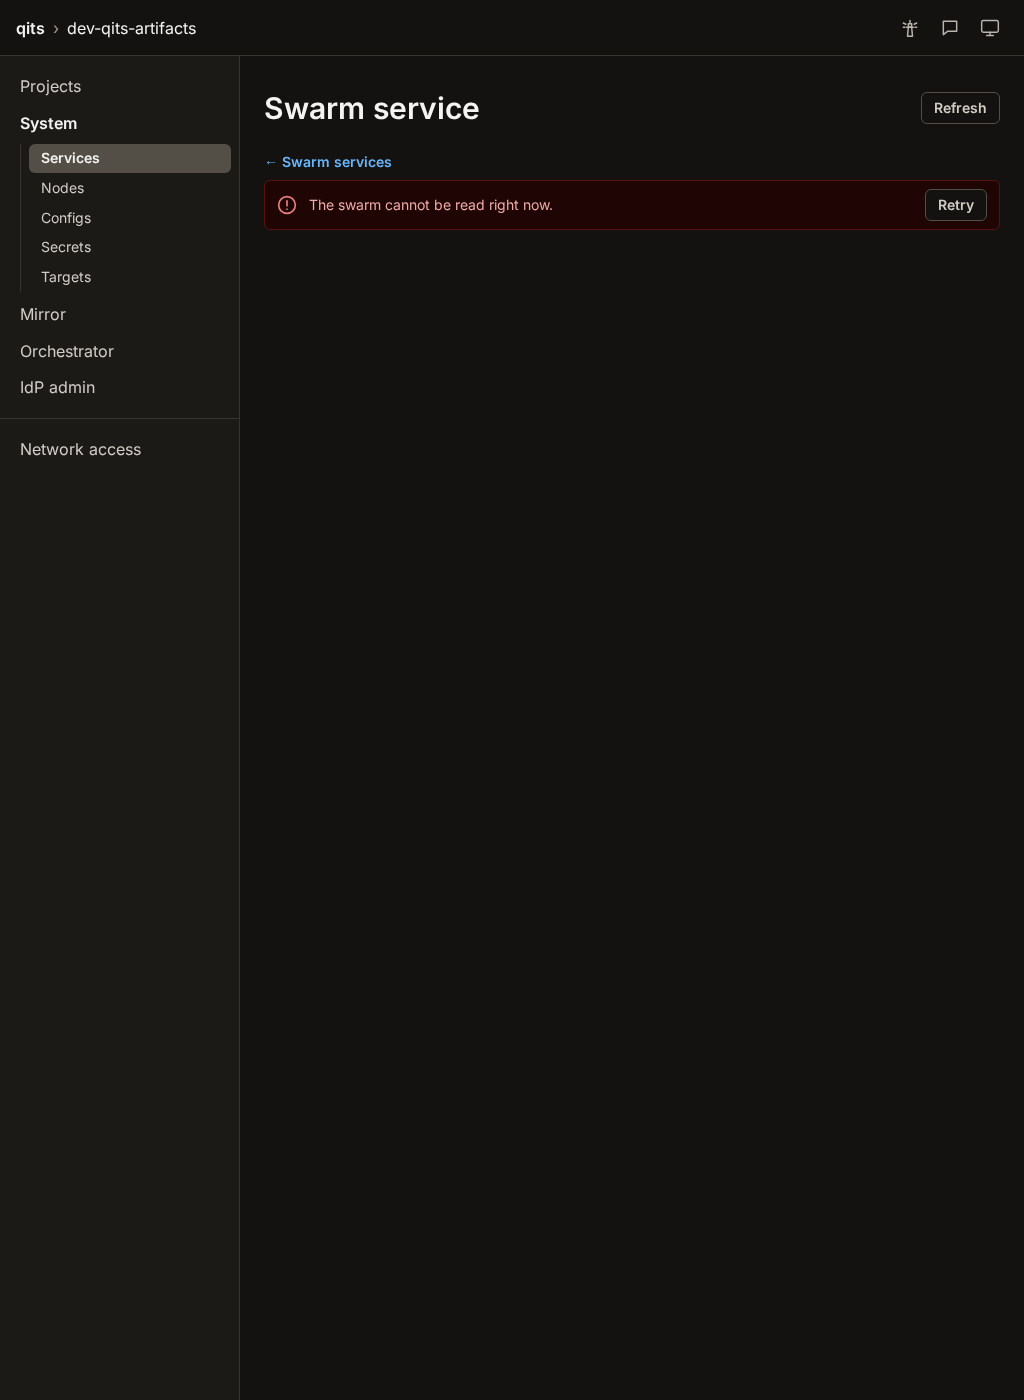 qits › dev-qits-artifacts
Projects
System
Services
Nodes
Configs
Secrets
Targets
Mirror
Orchestrator
IdP admin
Network access
Swarm service
Refresh
← Swarm services
The swarm cannot be read right now.
Retry